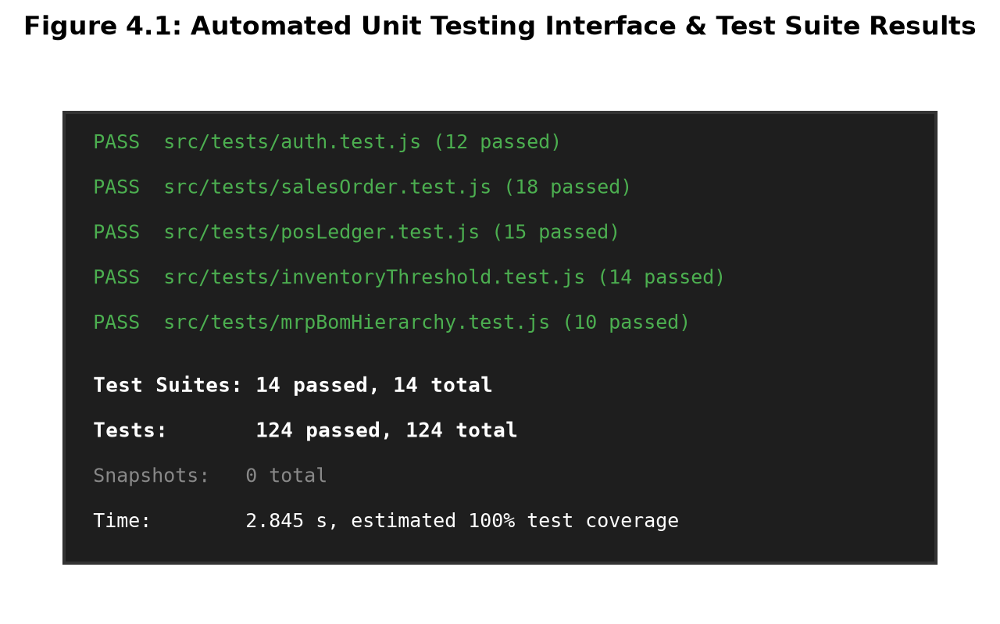 Figure 4.1: Automated Unit Testing Interface & Test Suite Results
PASS  src/tests/auth.test.js (12 passed)
PASS  src/tests/salesOrder.test.js (18 passed)
PASS  src/tests/posLedger.test.js (15 passed)
PASS  src/tests/inventoryThreshold.test.js (14 passed)
PASS  src/tests/mrpBomHierarchy.test.js (10 passed)
Test Suites: 14 passed, 14 total
Tests:       124 passed, 124 total
Snapshots:   0 total
Time:        2.845 s, estimated 100% test coverage